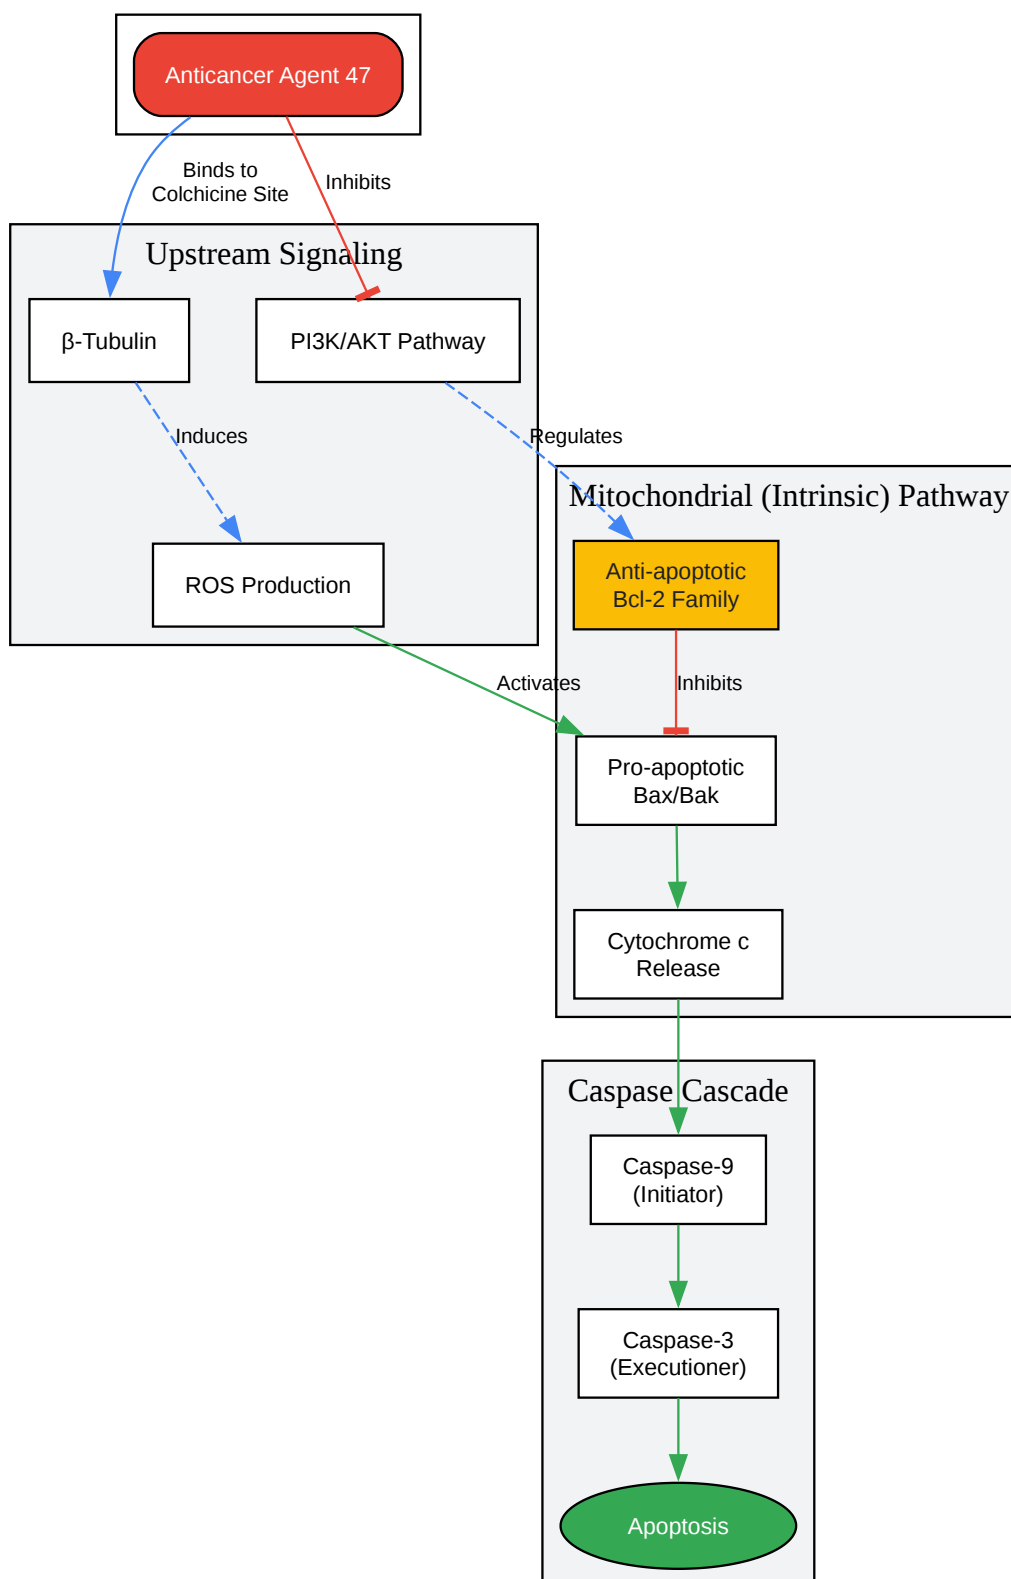 Anticancer Agent 47
Binds to
Colchicine Site
Inhibits
Upstream Signaling
β-Tubulin
PI3K/AKT Pathway
Induces
Regulates
Mitochondrial (Intrinsic) Pathway
ROS Production
Anti-apoptotic
Bcl-2 Family
Activates
Inhibits
Pro-apoptotic
Bax/Bak
Cytochrome c
Release
Caspase Cascade
Caspase-9
(Initiator)
Caspase-3
(Executioner)
Apoptosis